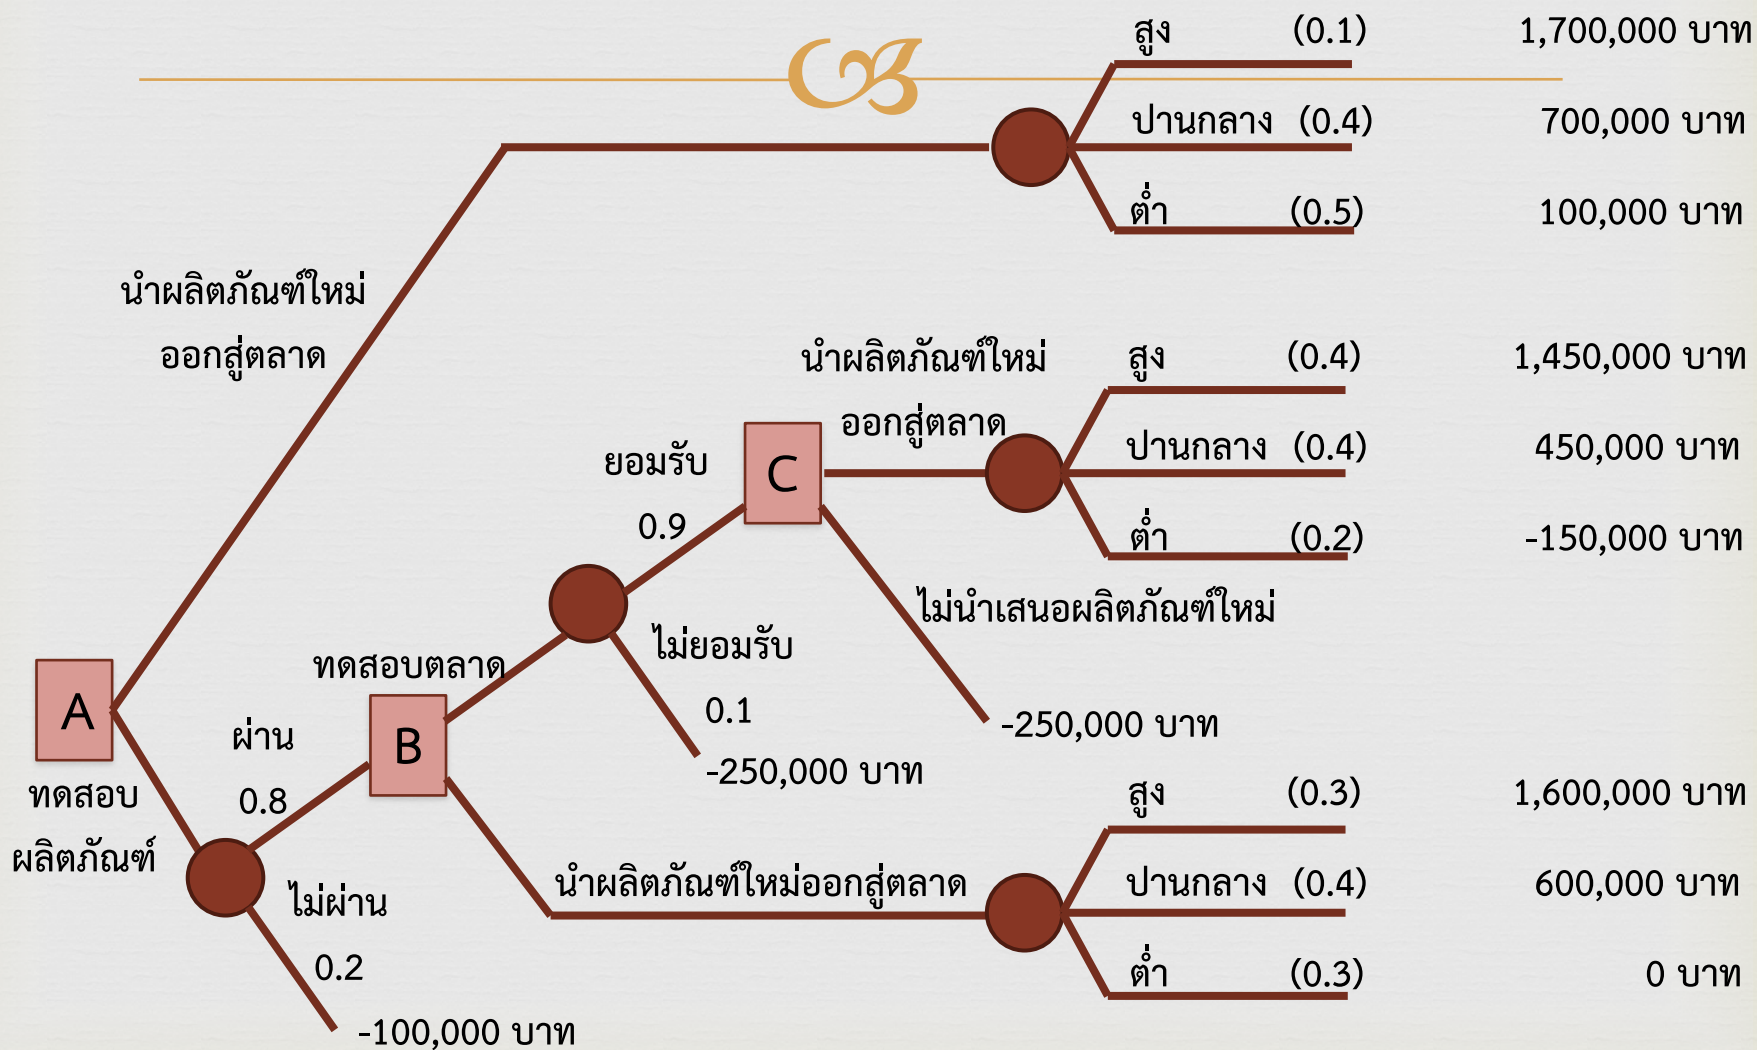 สูง (0.1) 1,700,000 บาท
ปานกลาง (0.4) 700,000 บาท
ต่ำ (0.5) 100,000 บาท
นำผลิตภัณฑ์ใหม่
ออกสู่ตลาด
นำผลิตภัณฑ์ใหม่
ออกสู่ตลาด
สูง (0.4) 1,450,000 บาท
ปานกลาง (0.4) 450,000 บาท
ต่ำ (0.2) -150,000 บาท
ยอมรับ
0.9
C
ไม่นำเสนอผลิตภัณฑ์ใหม่
-250,000 บาท
ไม่ยอมรับ
0.1
-250,000 บาท
ทดสอบตลาด
A
ทดสอบ
ผลิตภัณฑ์
ผ่าน
0.8
B
ไม่ผ่าน
0.2
-100,000 บาท
นำผลิตภัณฑ์ใหม่ออกสู่ตลาด
สูง (0.3) 1,600,000 บาท
ปานกลาง (0.4) 600,000 บาท
ต่ำ (0.3) 0 บาท